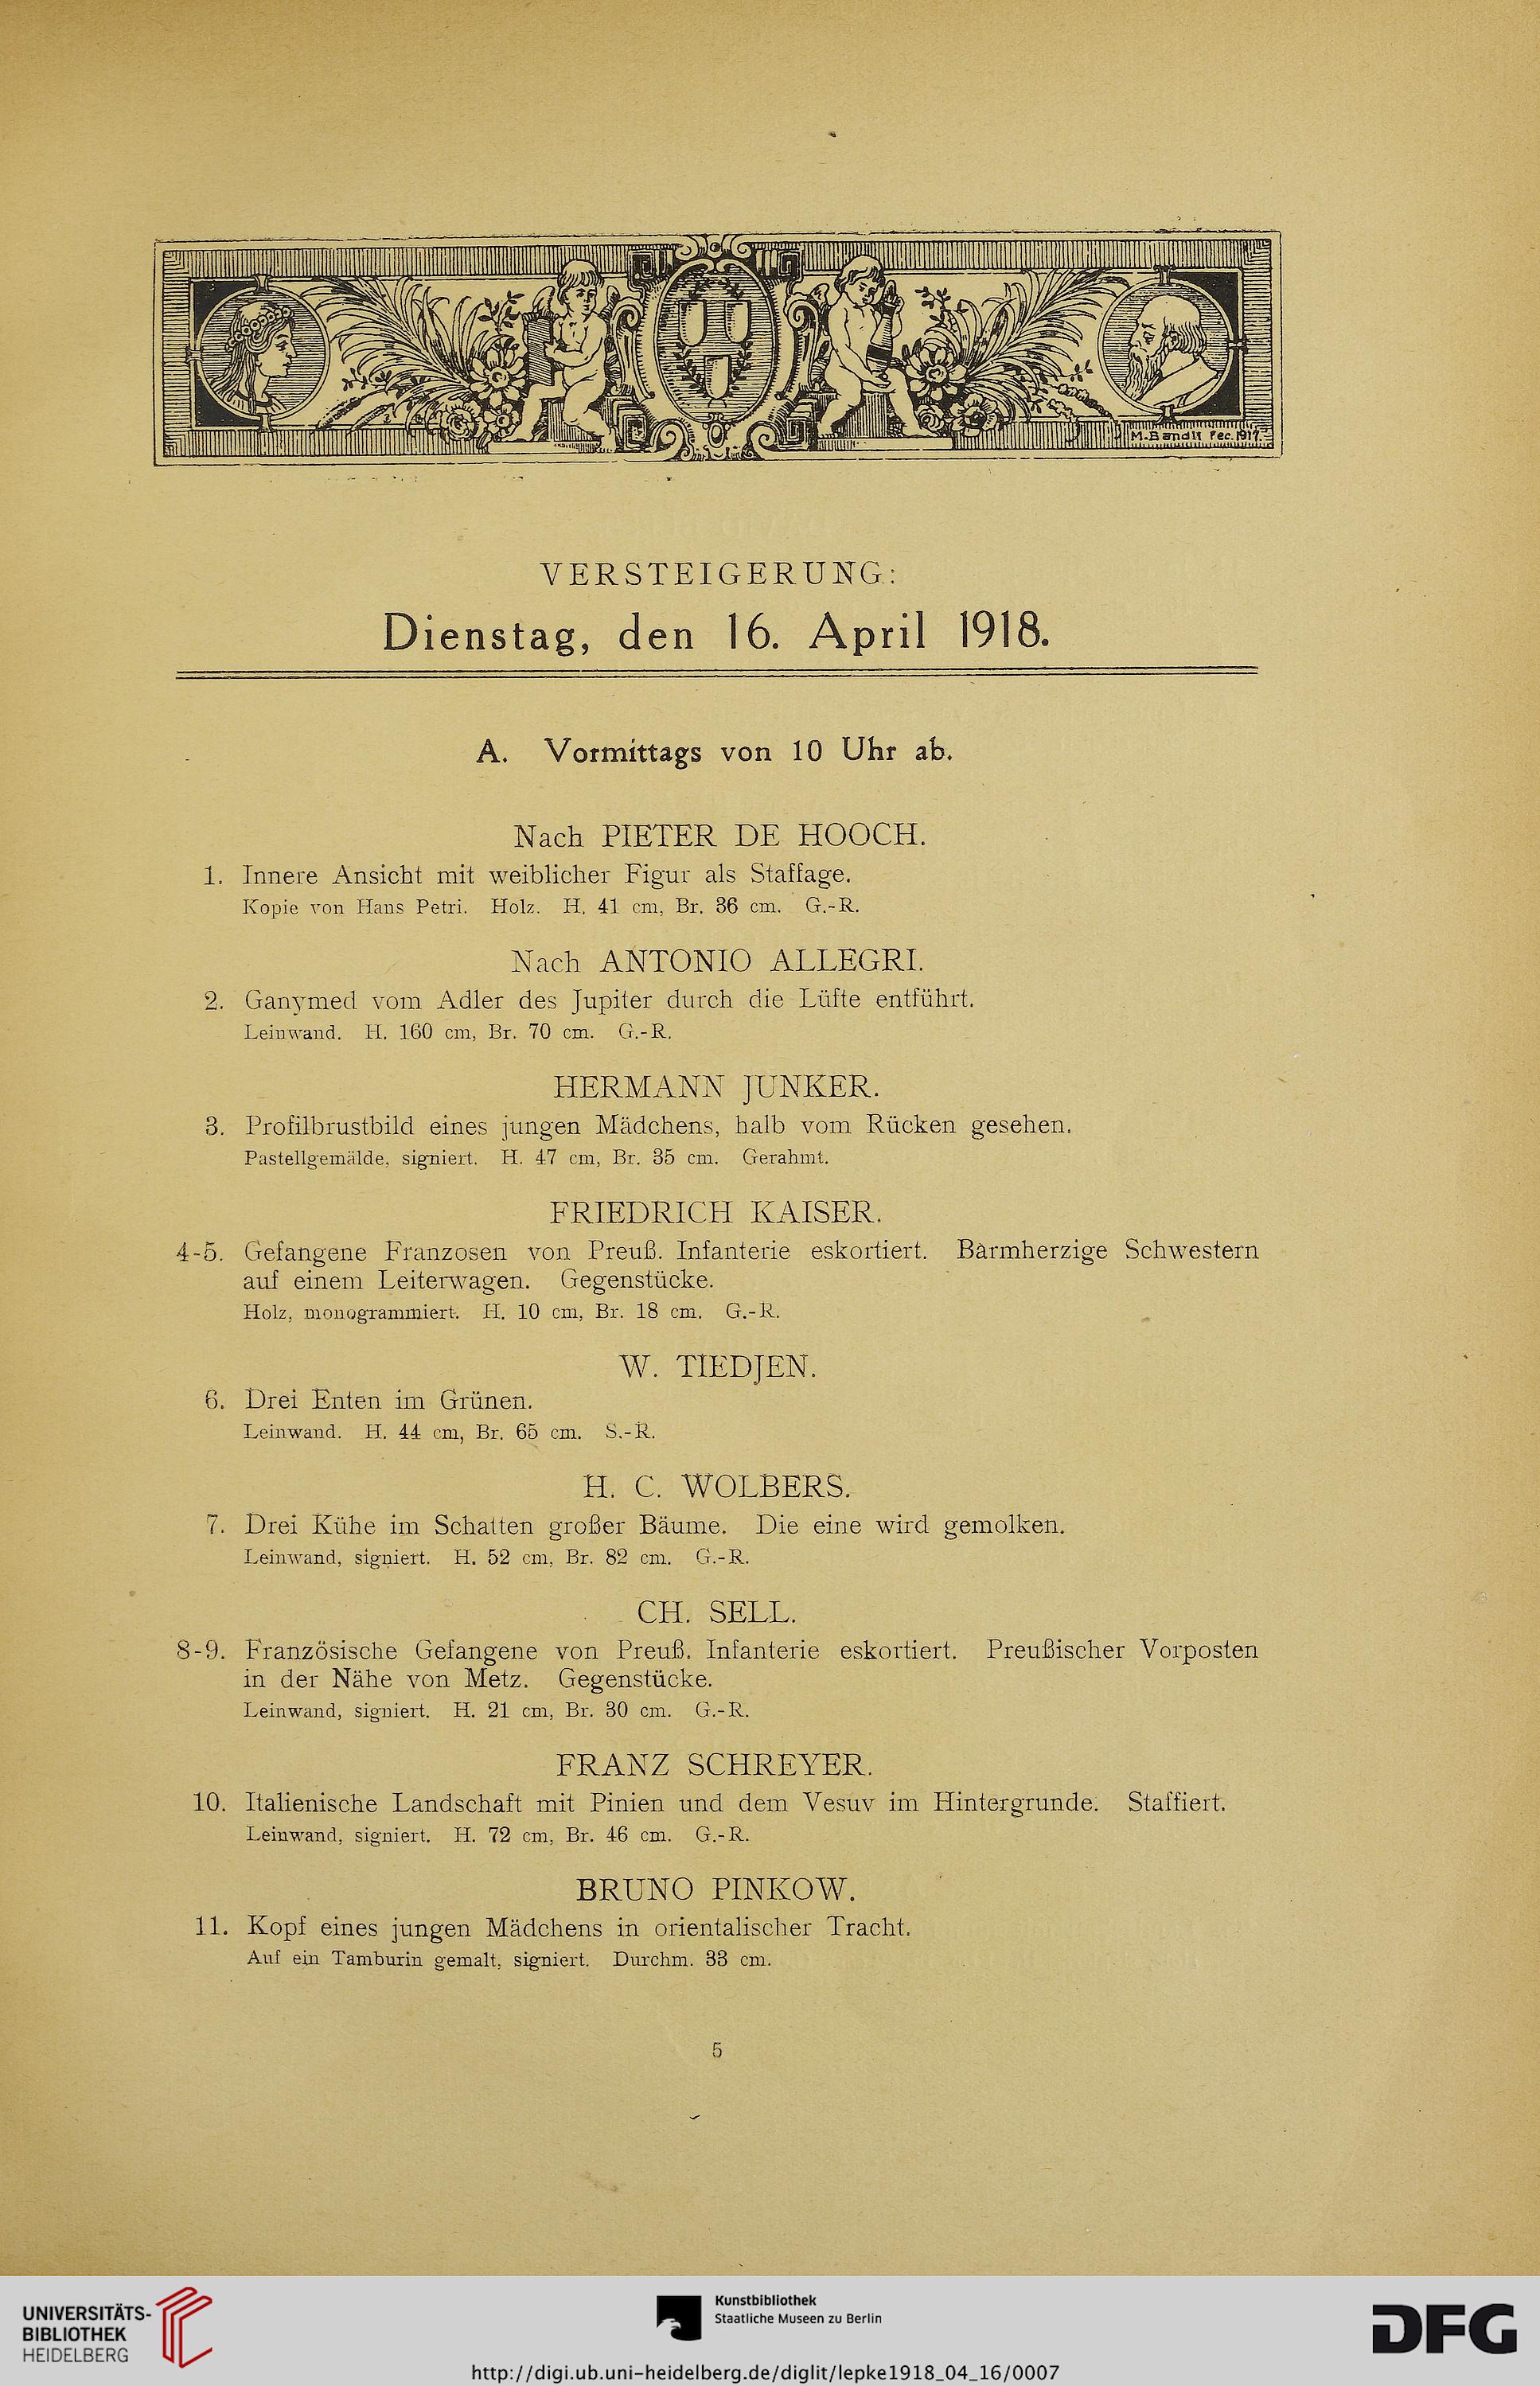 M. Bandli fec. 1917.
VERSTEIGERUNG:
Dienstag, den 16. April 1918.
A. Vormittags von 10 Uhr ab.
Nach PIETER DE HOOCH.
1. Innere Ansicht mit weiblicher Figur als Staffage.
Kopie von Hans Petri. Holz. H. 41 cm, Br. 36 cm. G.-R.
Nach ANTONIO ALLEGRI.
2. Ganymed vom Adler des Jupiter durch die Lüfte entführt.
Leinwand. H. 160 cm, Br. 70 cm. G.-R.
HERMANN JUNKER.
3. Profilbrustbild eines jungen Mädchens, halb vom Rücken gesehen.
Pastellgemälde, signiert. H. 47 cm, Br. 35 cm. Gerahmt.
FRIEDRICH KAISER.
4-5. Gefangene Franzosen von Preuß. Infanterie eskortiert. Barmherzige Schwestern
auf einem Leiterwagen. Gegenstücke.
Holz, monogrammiert. H. 10 cm, Br. 18 cm. G.-R.
W. TIEDJEN.
6. Drei Enten im Grünen.
Leinwand. H. 44 cm, Br. 65 cm. S.-R.
H. C. WOLBERS.
7. Drei Kühe im Schatten großer Bäume. Die eine wird gemolken.
Leinwand, signiert. H. 52 cm, Br. 82 cm. G.-R.
CH. SELL.
8-9. Französische Gefangene von Preuß. Infanterie eskortiert. Preußischer Vorposten
in der Nähe von Metz. Gegenstücke.
Leinwand, signiert. H. 21 cm, Br. 30 cm. G.-R.
FRANZ SCHREYER.
10. Italienische Landschaft mit Pinien und dem Vesuv im Hintergrunde. Staffiert.
Leinwand, signiert. H. 72 cm, Br. 46 cm. G.-R.
BRUNO PINKOW.
11. Kopf eines jungen Mädchens in orientalischer Tracht.
Auf ein Tamburin gemalt, signiert. Durchm. 33 cm.
5
UNIVERSITÄTS-
BIBLIOTHEK
HEIDELBERG
Kunstbibliothek
Staatliche Museen zu Berlin
http://digi.ub.uni-heidelberg.de/diglit/lepke1918_04_16/0007
DFG